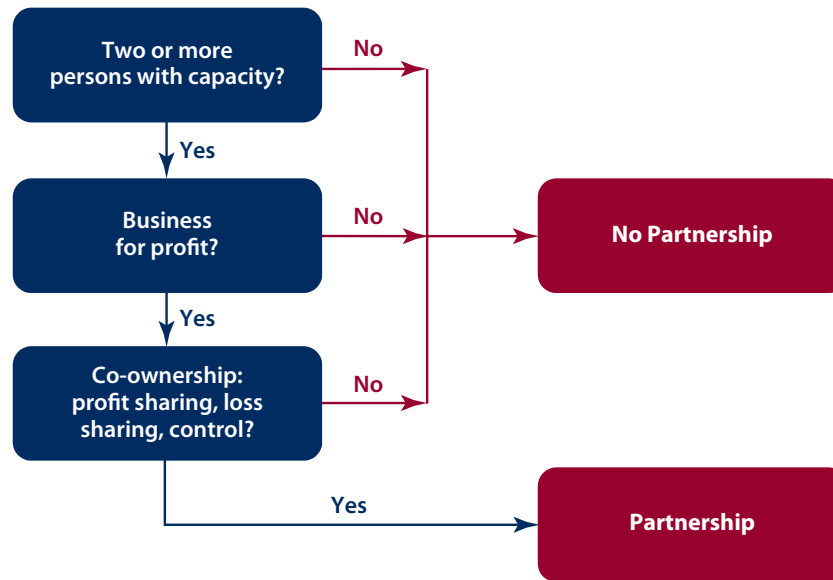 Two or more
persons with capacity?
No
Yes
Business
for profit?
No
No Partnership
Yes
Co-ownership:
profit sharing, loss
sharing, control?
No
Yes
Partnership